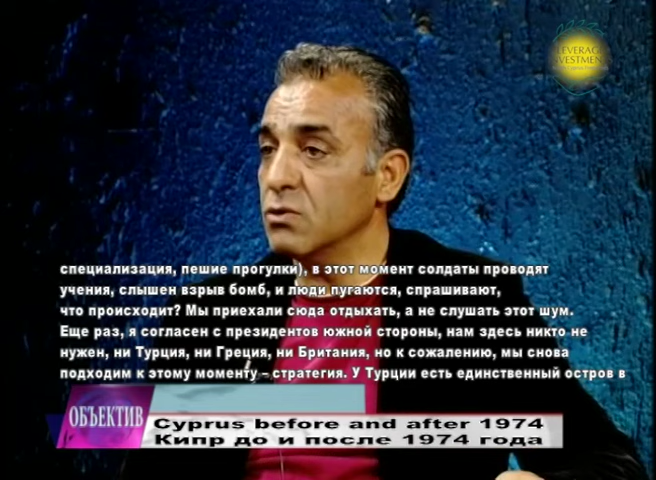 LEVERAGE
INVESTMENT
специализация, пешие прогулки), в этот момент солдаты проводят
учения, слышен взрыв бомб, и люди пугаются, спрашивают,
что происходит? Мы приехали сюда отдыхать, а не слушать этот шум.
Еще раз, я согласен с президентов южной стороны, нам здесь никто не
нужен, ни Турция, ни Греция, ни Британия, но к сожалению, мы снова
подходим к этому моменту – стратегия. У Турции есть единственный остров в
ОБЪЕКТИВ
Cyprus before and after 1974
Кипр до и после 1974 года